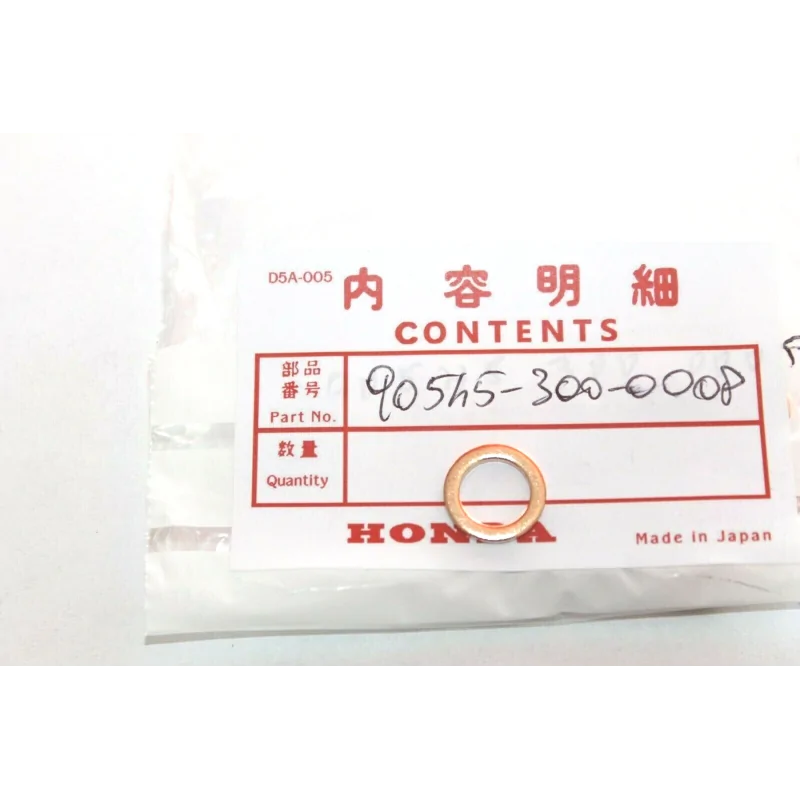 D5A-005 内容明細
CONTENTS
部品
番号
Part No.
90545-300-000P
数量
Quantity
HONDA
Made in Japan